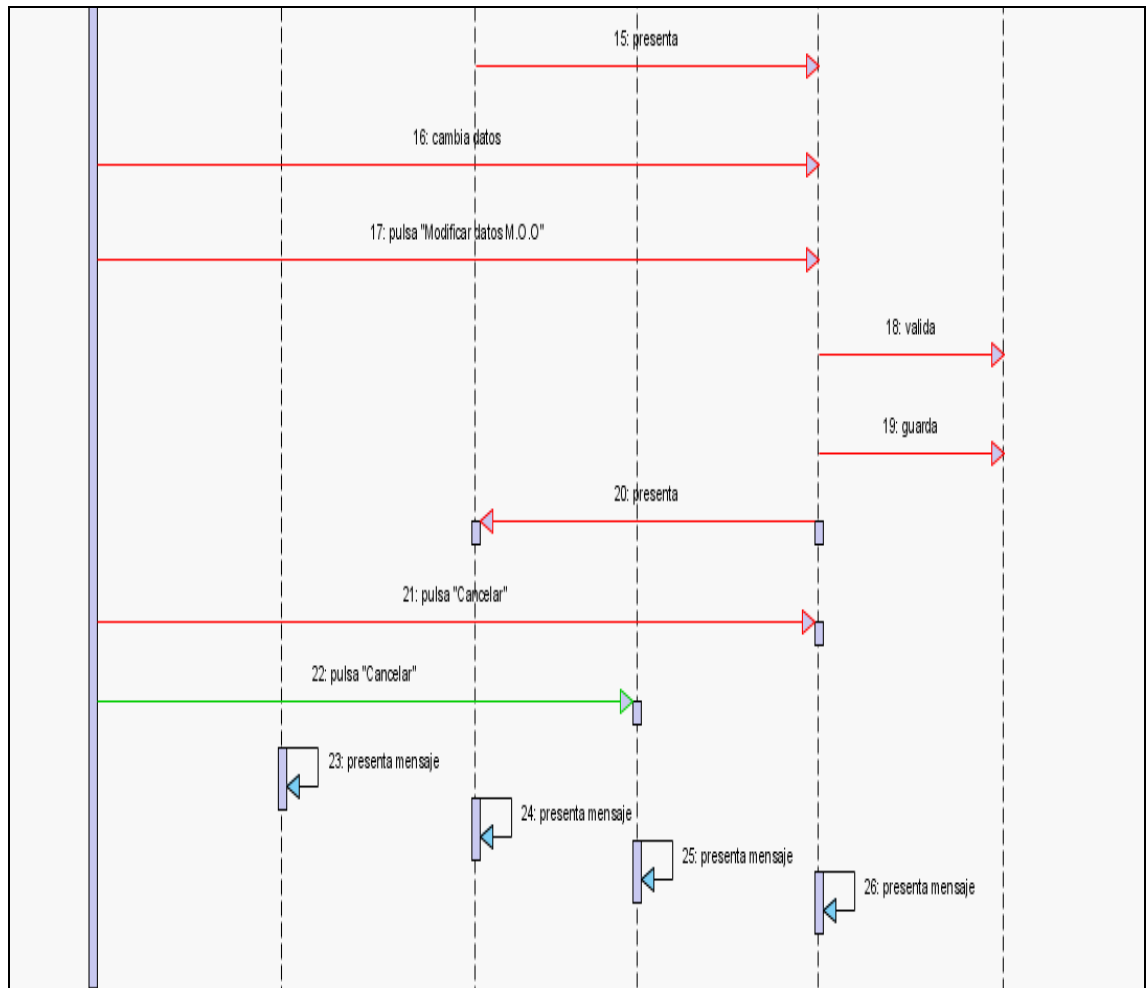 15: presenta
16: cambia datos
17: pulsa "Modificar datos M.O.O"
18: valida
19: guarda
20: presenta
21: pulsa "Cancelar"
22: pulsa "Cancelar"
23: presenta mensaje
24: presenta mensaje
25: presenta mensaje
26: presenta mensaje